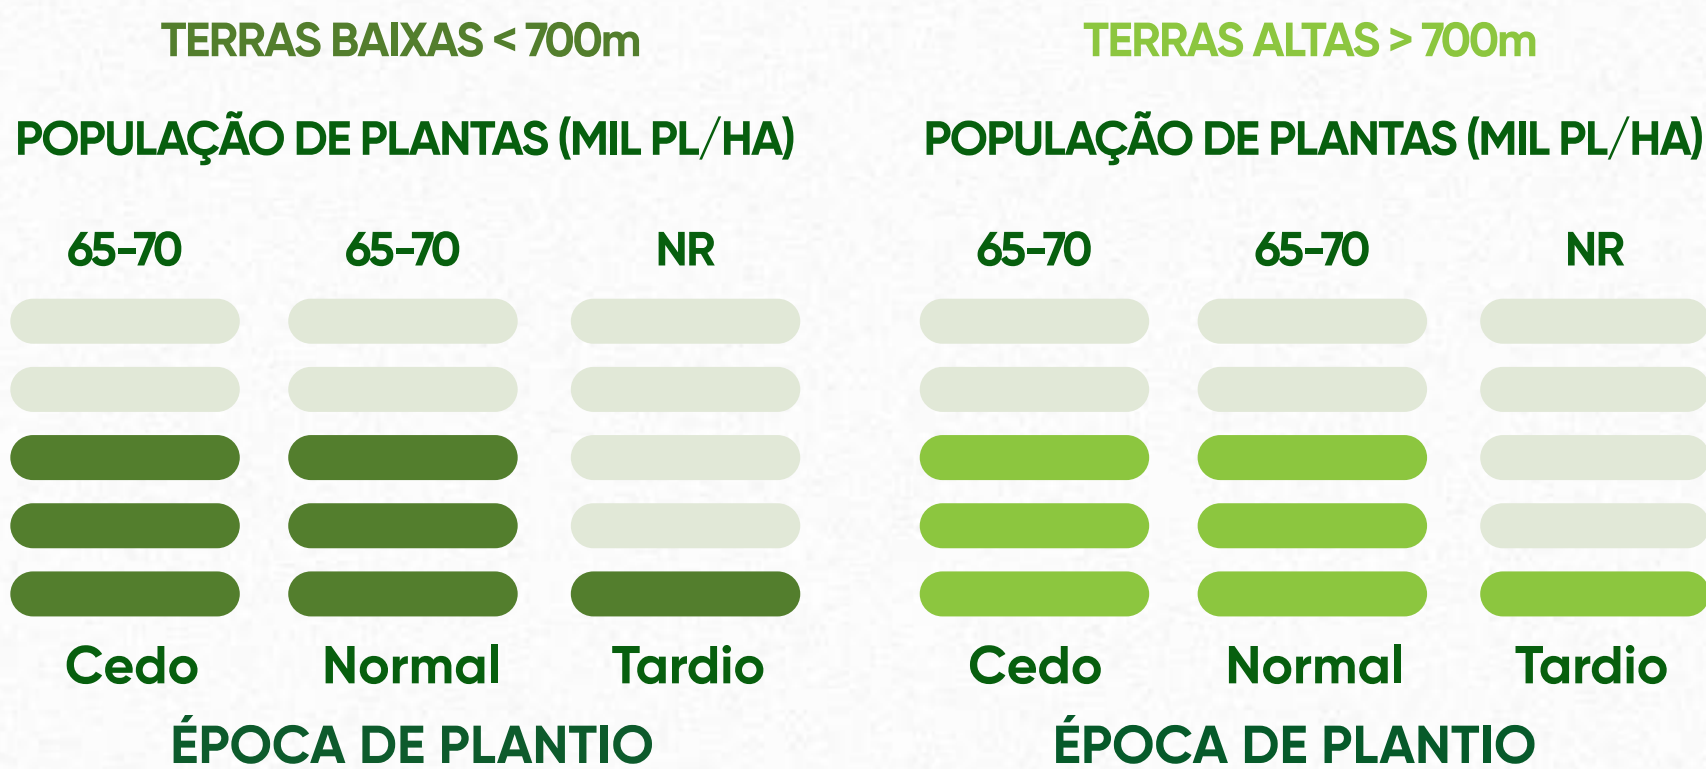 TERRAS BAIXAS < 700m
POPULAÇÃO DE PLANTAS (MIL PL/HA)
65-70 65-70 NR
Cedo Normal Tardio
ÉPOCA DE PLANTIO
TERRAS ALTAS > 700m
POPULAÇÃO DE PLANTAS (MIL PL/HA)
65-70 65-70 NR
Cedo Normal Tardio
ÉPOCA DE PLANTIO